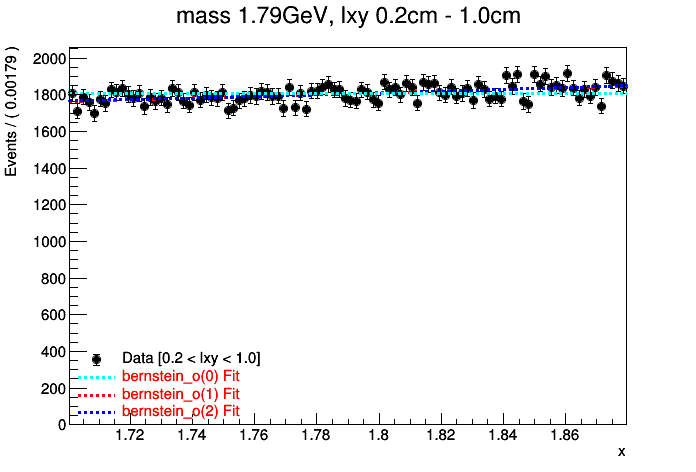 mass 1.79GeV, lxy 0.2cm - 1.0cm
Events / ( 0.00179 )
2000
1800
1600
1400
1200
1000
800
600
400
200
0
Data [0.2 < lxy < 1.0]
bernstein_o(0) Fit
bernstein_o(1) Fit
bernstein_o(2) Fit
1.72 1.74 1.76 1.78 1.8 1.82 1.84 1.86
x